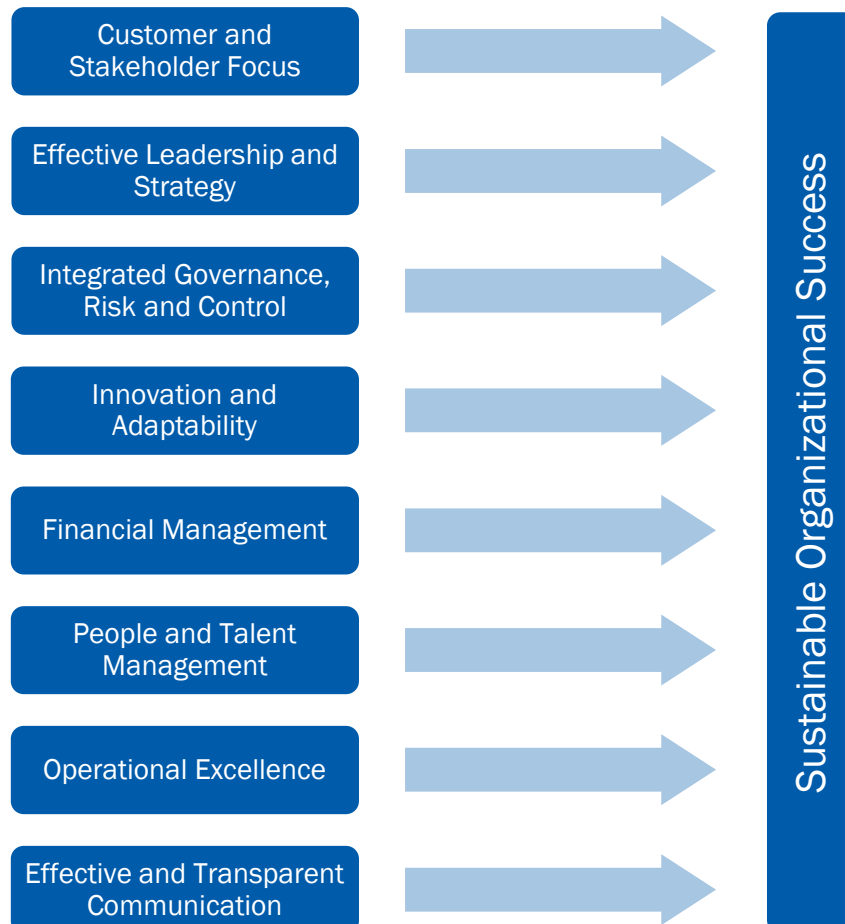 Customer and
Stakeholder Focus
Effective Leadership and
Strategy
Integrated Governance,
Risk and Control
Innovation and
Adaptability
Financial Management
People and Talent
Management
Operational Excellence
Effective and Transparent
Communication
Sustainable Organizational Success